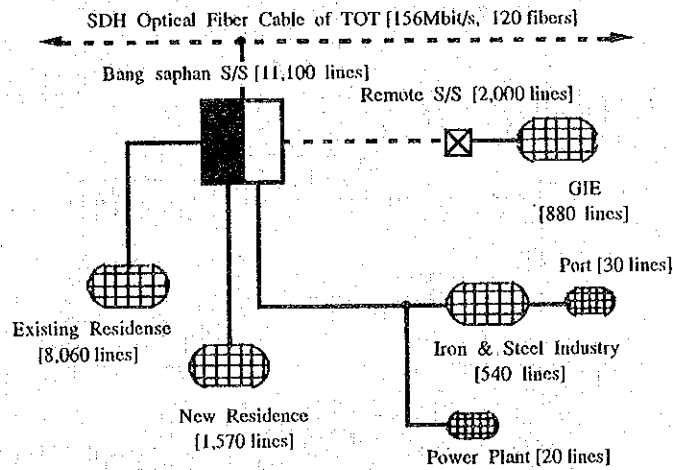 SDH Optical Fiber Cable of TOT [156Mbit/s, 120 fibers]
Bang saphan S/S [11,100 lines]
Remote S/S [2,000 lines]
GIE
[880 lines]
Port [30 lines]
Existing Residense
[8,060 lines]
Iron & Steel Industry
[540 lines]
New Residence
[1,570 lines]
Power Plant [20 lines]